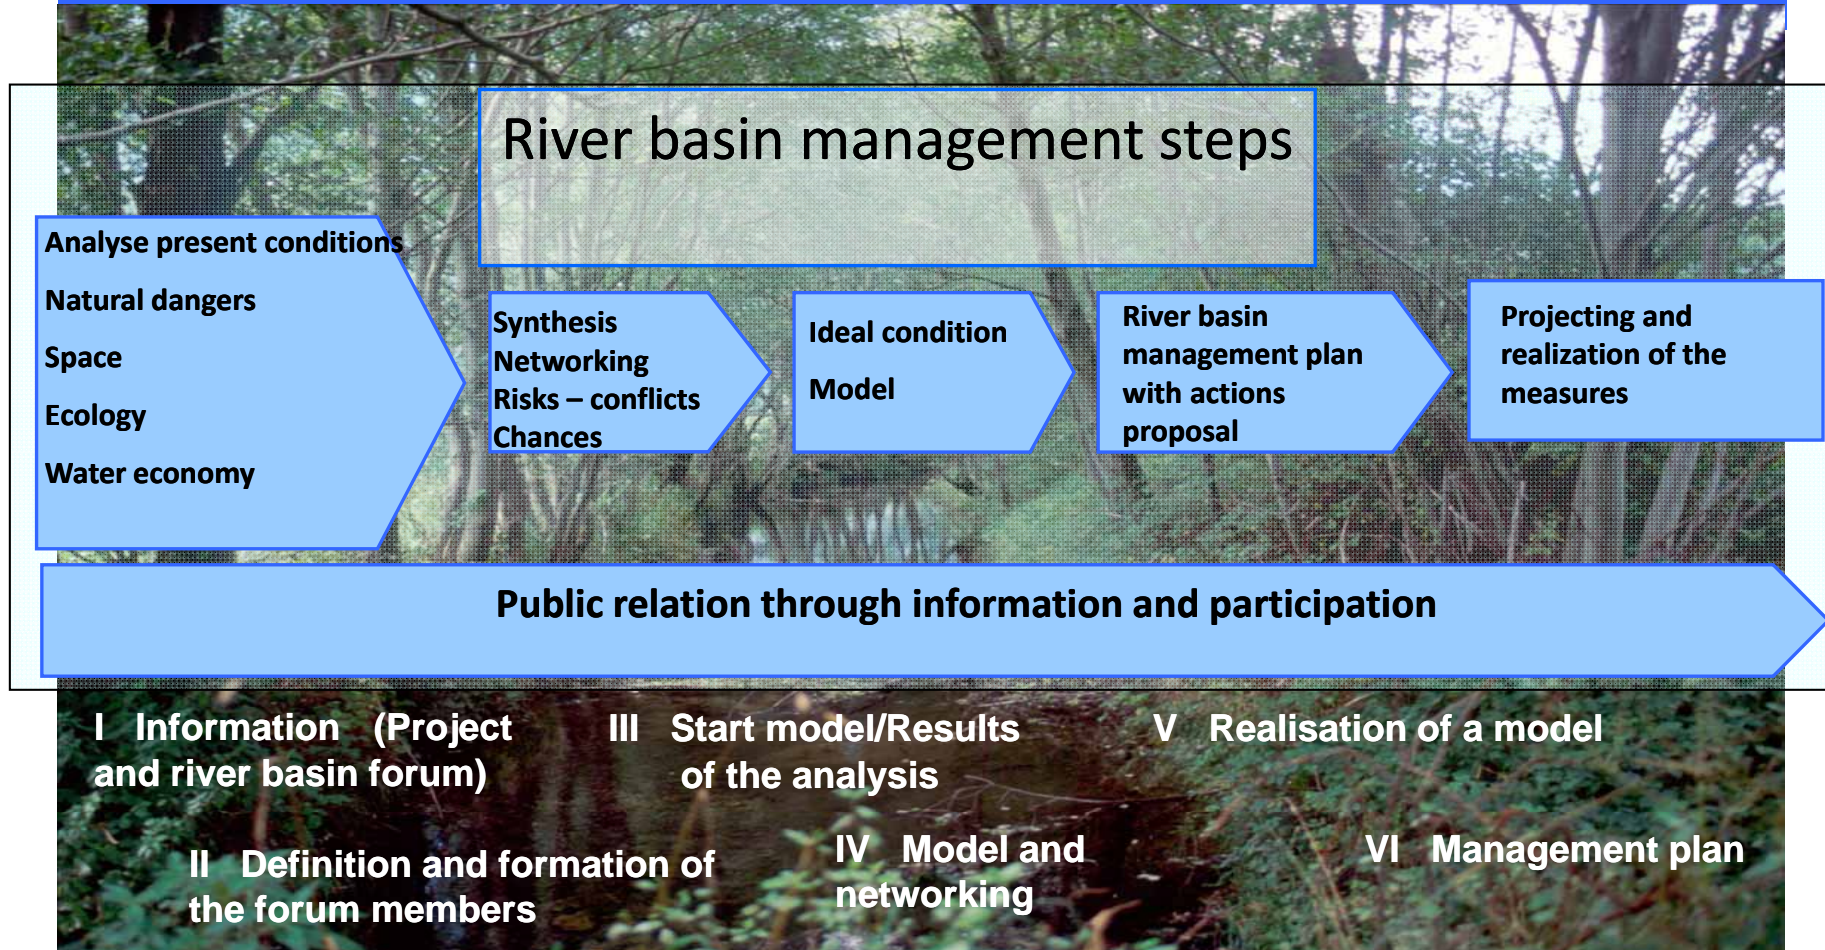 River basin management steps
Analyse present conditions
Natural dangers
Space
Ecology
Water economy
Synthesis
Networking
Risks – conflicts
Chances
Ideal condition
Model
River basin
management plan
with actions
proposal
Projecting and
realization of the
measures
Public relation through information and participation
I Information (Project
and river basin forum)
II Definition and formation of
the forum members
III Start model/Results
of the analysis
IV Model and
networking
V Realisation of a model
VI Management plan